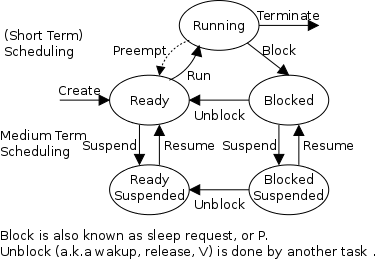 Running
Terminate
(Short Term)
Scheduling
Preempt
Block
Run
Create
Ready
Blocked
Unblock
Medium Term
Scheduling
Suspend
Resume
Suspend
Resume
Ready
Suspended
Blocked
Suspended
Unblock
Block is also known as sleep request, or P.
Unblock (a.k.a wakup, release, V) is done by another task .